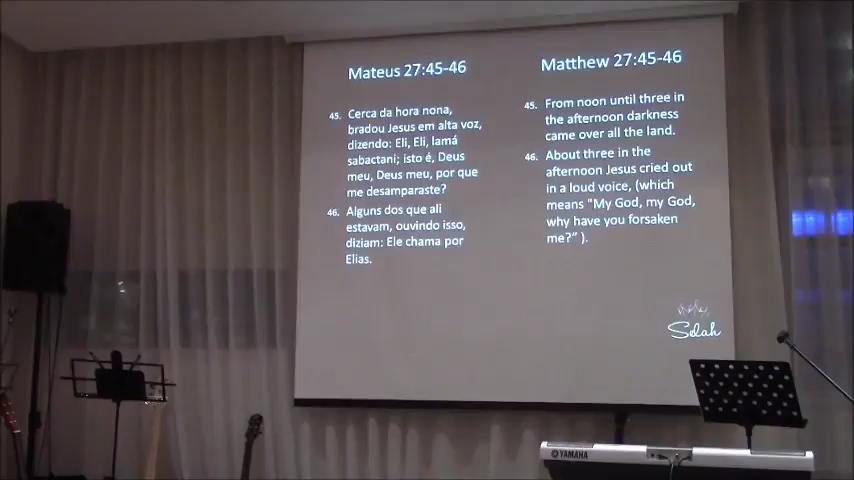 Mateus 27:45-46
45. Cerca da hora nona,
bradou Jesus em alta voz,
dizendo: Eli, Eli, lamá
sabactani; isto é, Deus
meu, Deus meu, por que
me desamparaste?
46. Alguns dos que ali
estavam, ouvindo isso,
diziam: Ele chama por
Elias.
Matthew 27:45-46
45. From noon until three in
the afternoon darkness
came over all the land.
46. About three in the
afternoon Jesus cried out
in a loud voice, (which
means "My God, my God,
why have you forsaken
me?" ).
Selah
YAMAHA